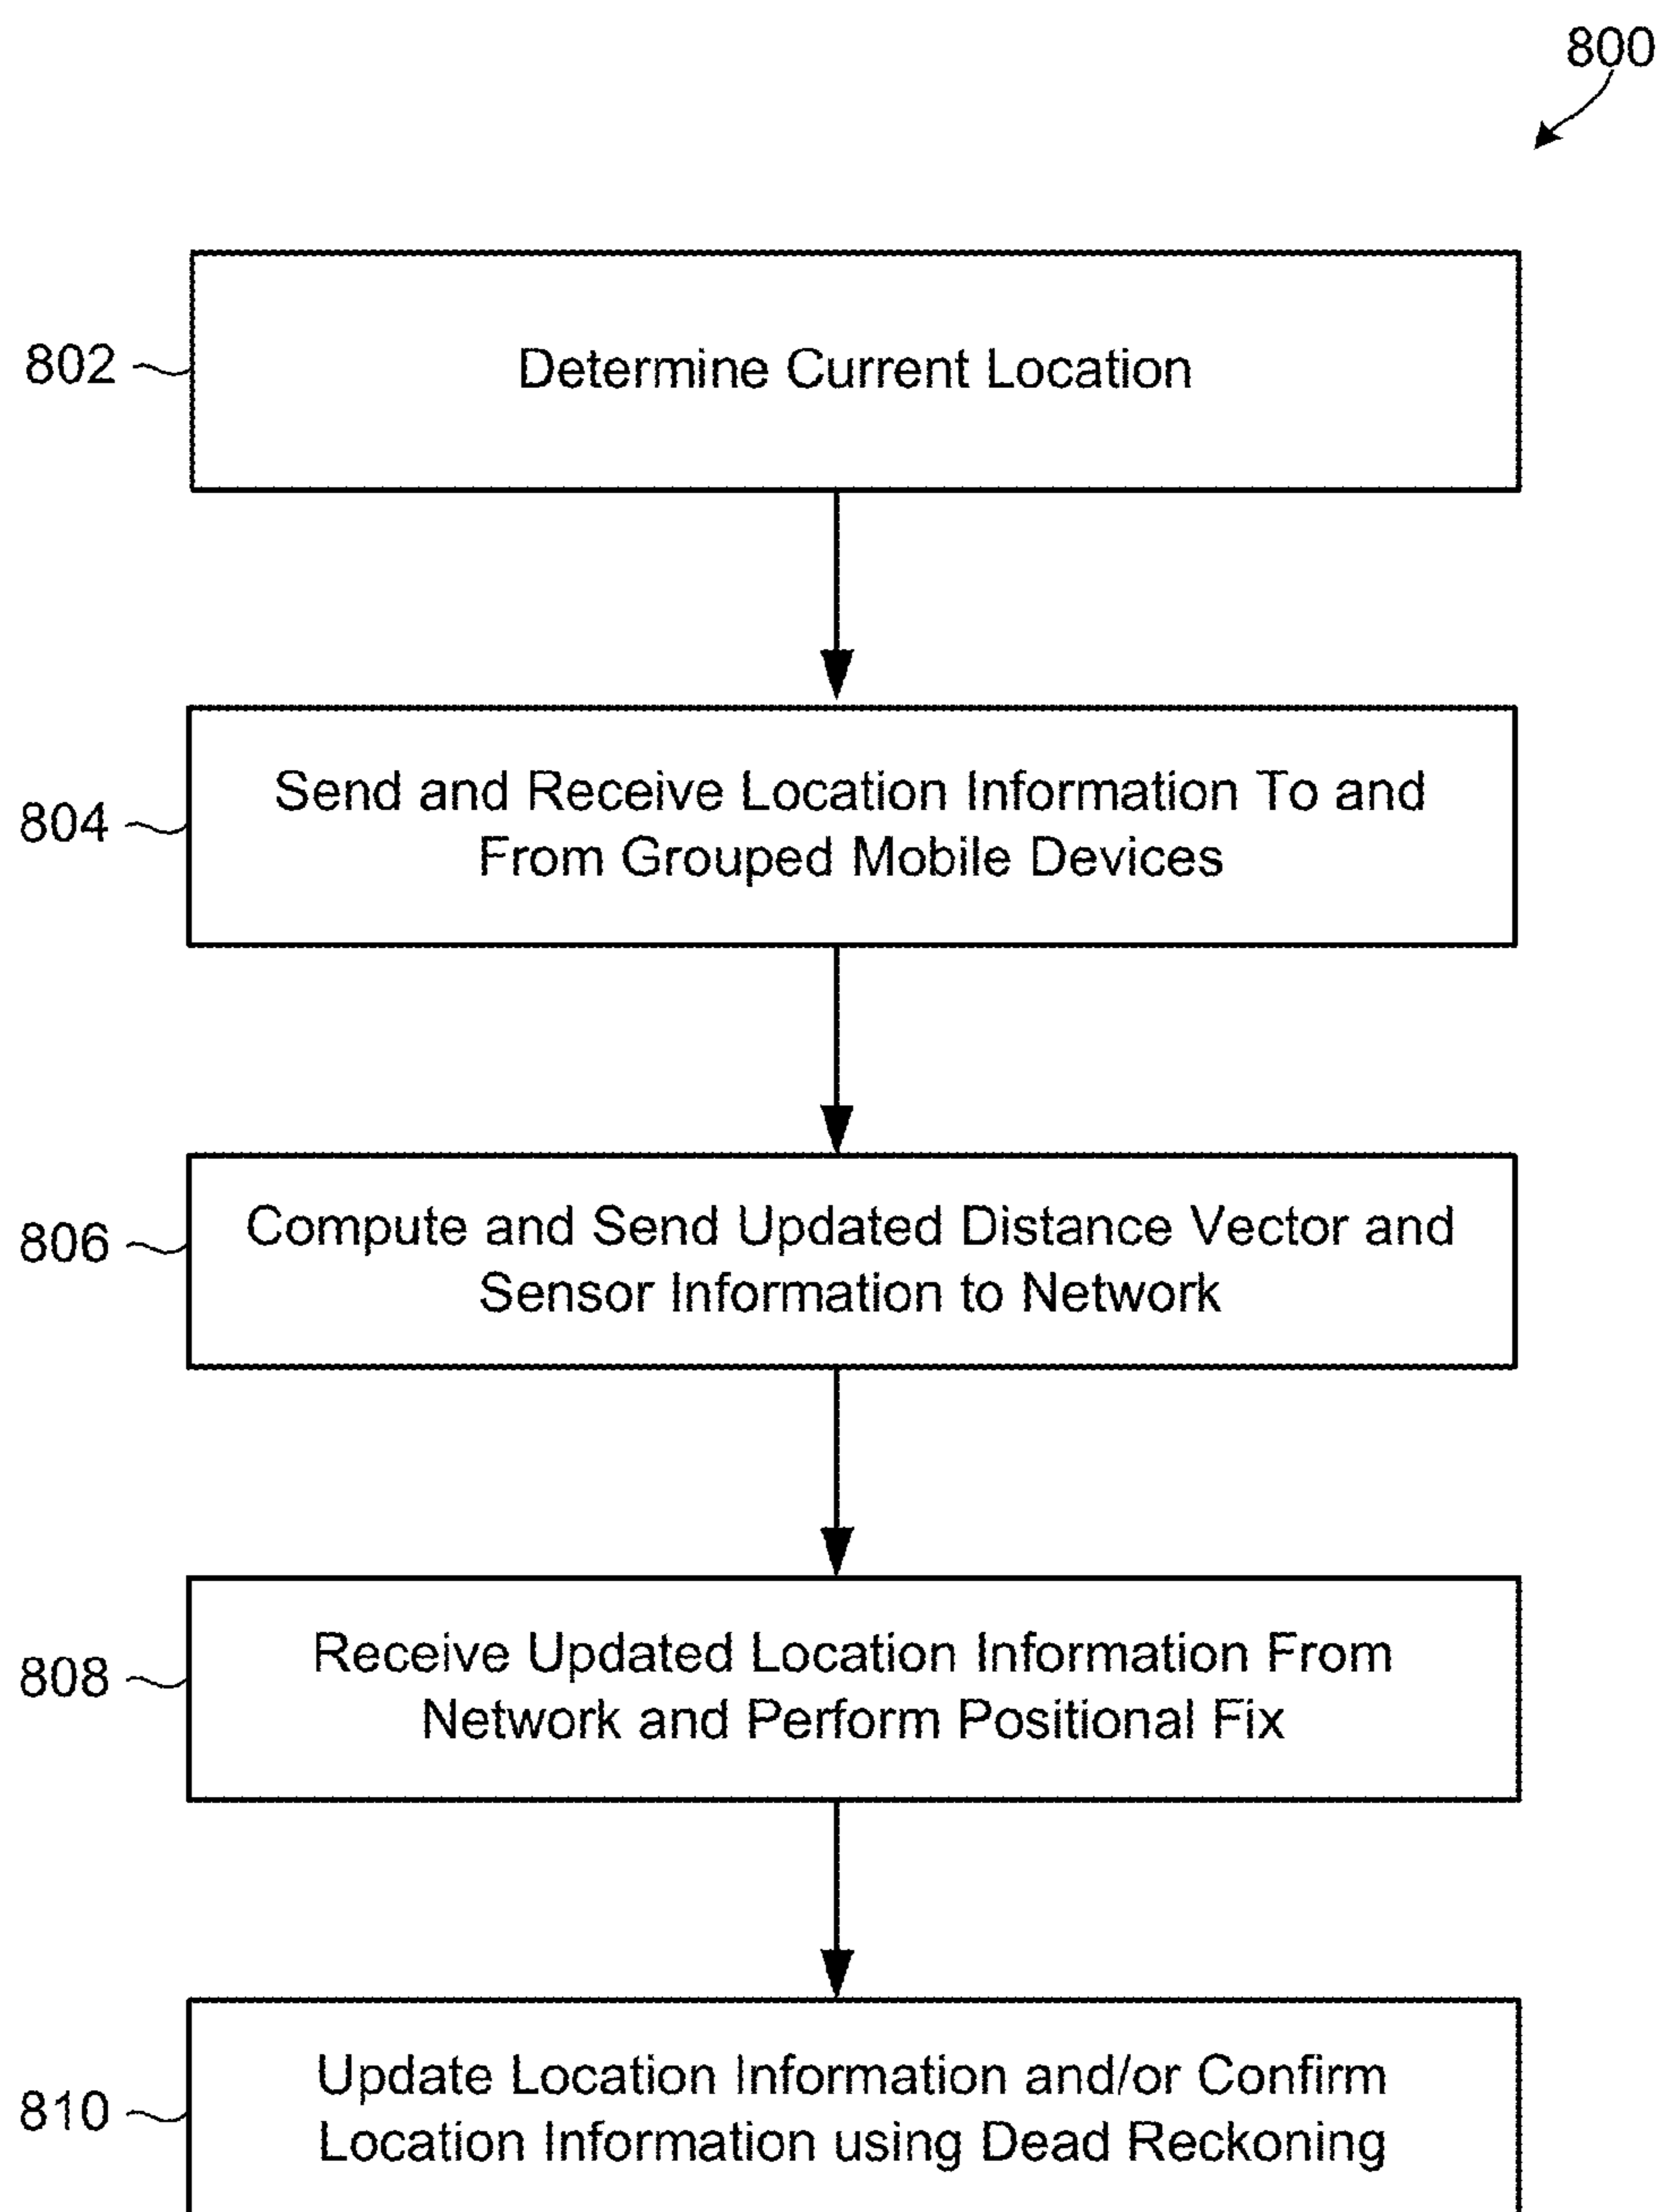 800
802
Determine Current Location
804
Send and Receive Location Information To and
From Grouped Mobile Devices
806
Compute and Send Updated Distance Vector and
Sensor Information to Network
808
Receive Updated Location Information From
Network and Perform Positional Fix
810
Update Location Information and/or Confirm
Location Information using Dead Reckoning